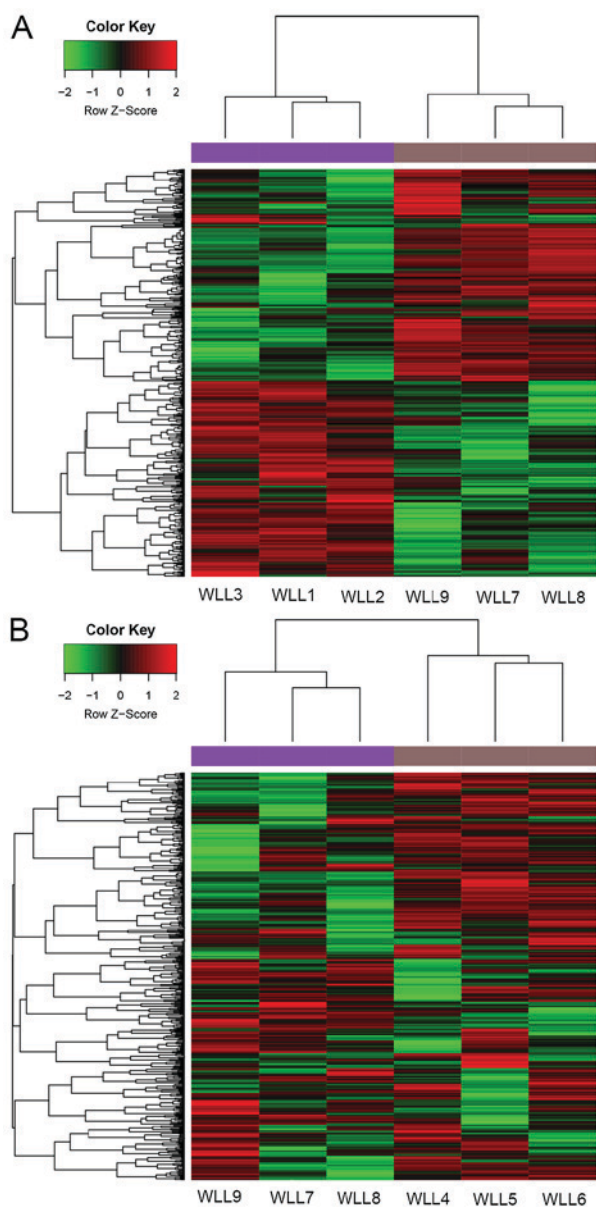 A
Color Key
−2 −1 0 1 2
Row Z−Score
WLL3 WLL1 WLL2 WLL9 WLL7 WLL8
B
Color Key
−2 −1 0 1 2
Row Z−Score
WLL9 WLL7 WLL8 WLL4 WLL5 WLL6